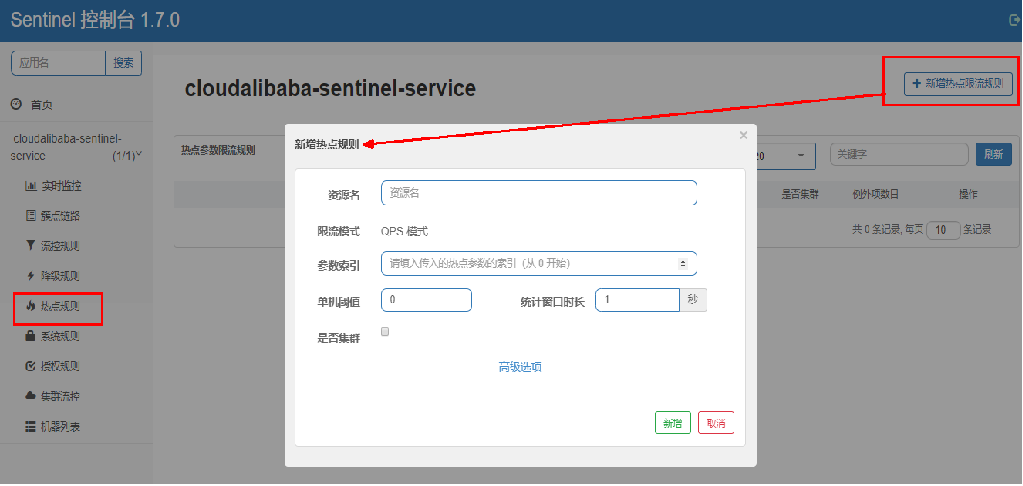 Sentinel 控制台 1.7.0
应用名 搜索
首页
cloudalibaba-sentinel-service
(1/1)
实时监控
簇点链路
流控规则
降级规则
热点规则
系统规则
授权规则
集群流控
机器列表
cloudalibaba-sentinel-service
+ 新增热点限流规则
热点参数限流规则
20
关键字
刷新
是否集群 例外项数目 操作
共 0 条记录, 每页 10 条记录
新增热点规则 ×
资源名 资源名
限流模式 QPS 模式
参数索引 请填入传入的热点参数的索引（从 0 开始）
单机阈值 0 统计窗口时长 1 秒
是否集群
高级选项
新增 取消